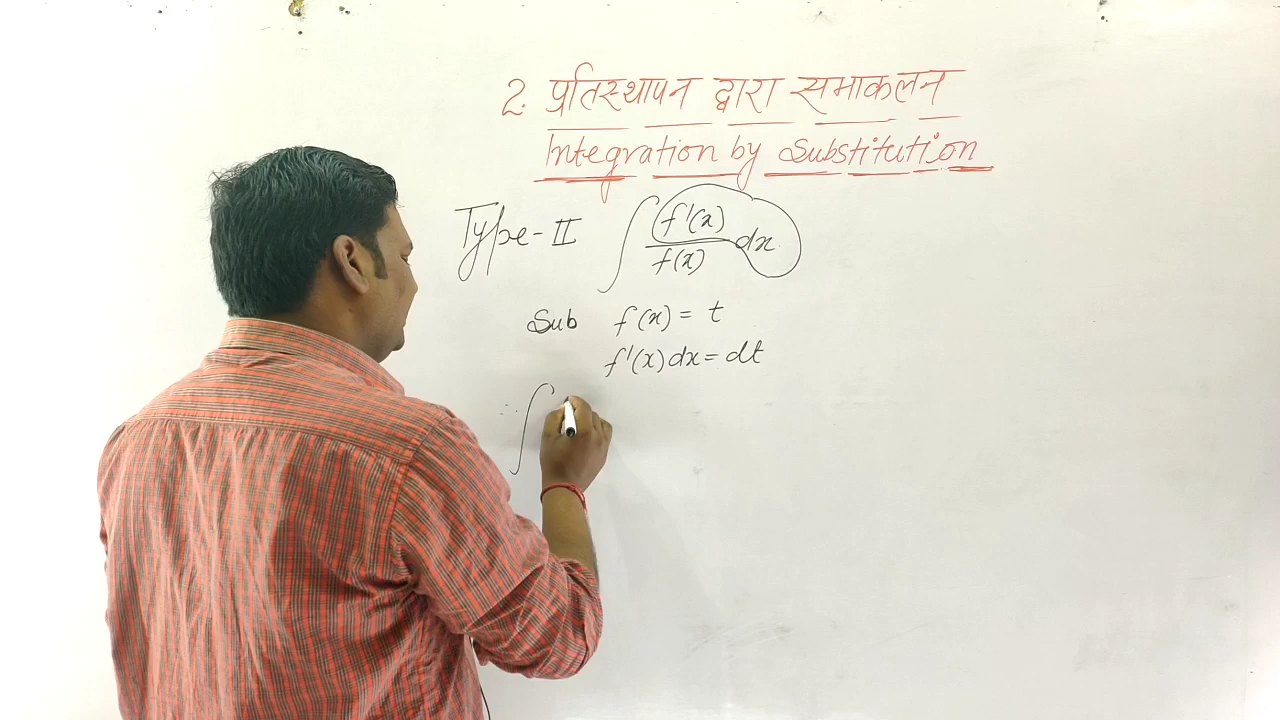 2. प्रतिस्थापन द्वारा समाकलन
Integration by Substitution
Type-II ∫ f'(x)/f(x) dx
Sub f(x) = t
f'(x)dx = dt
∴ ∫